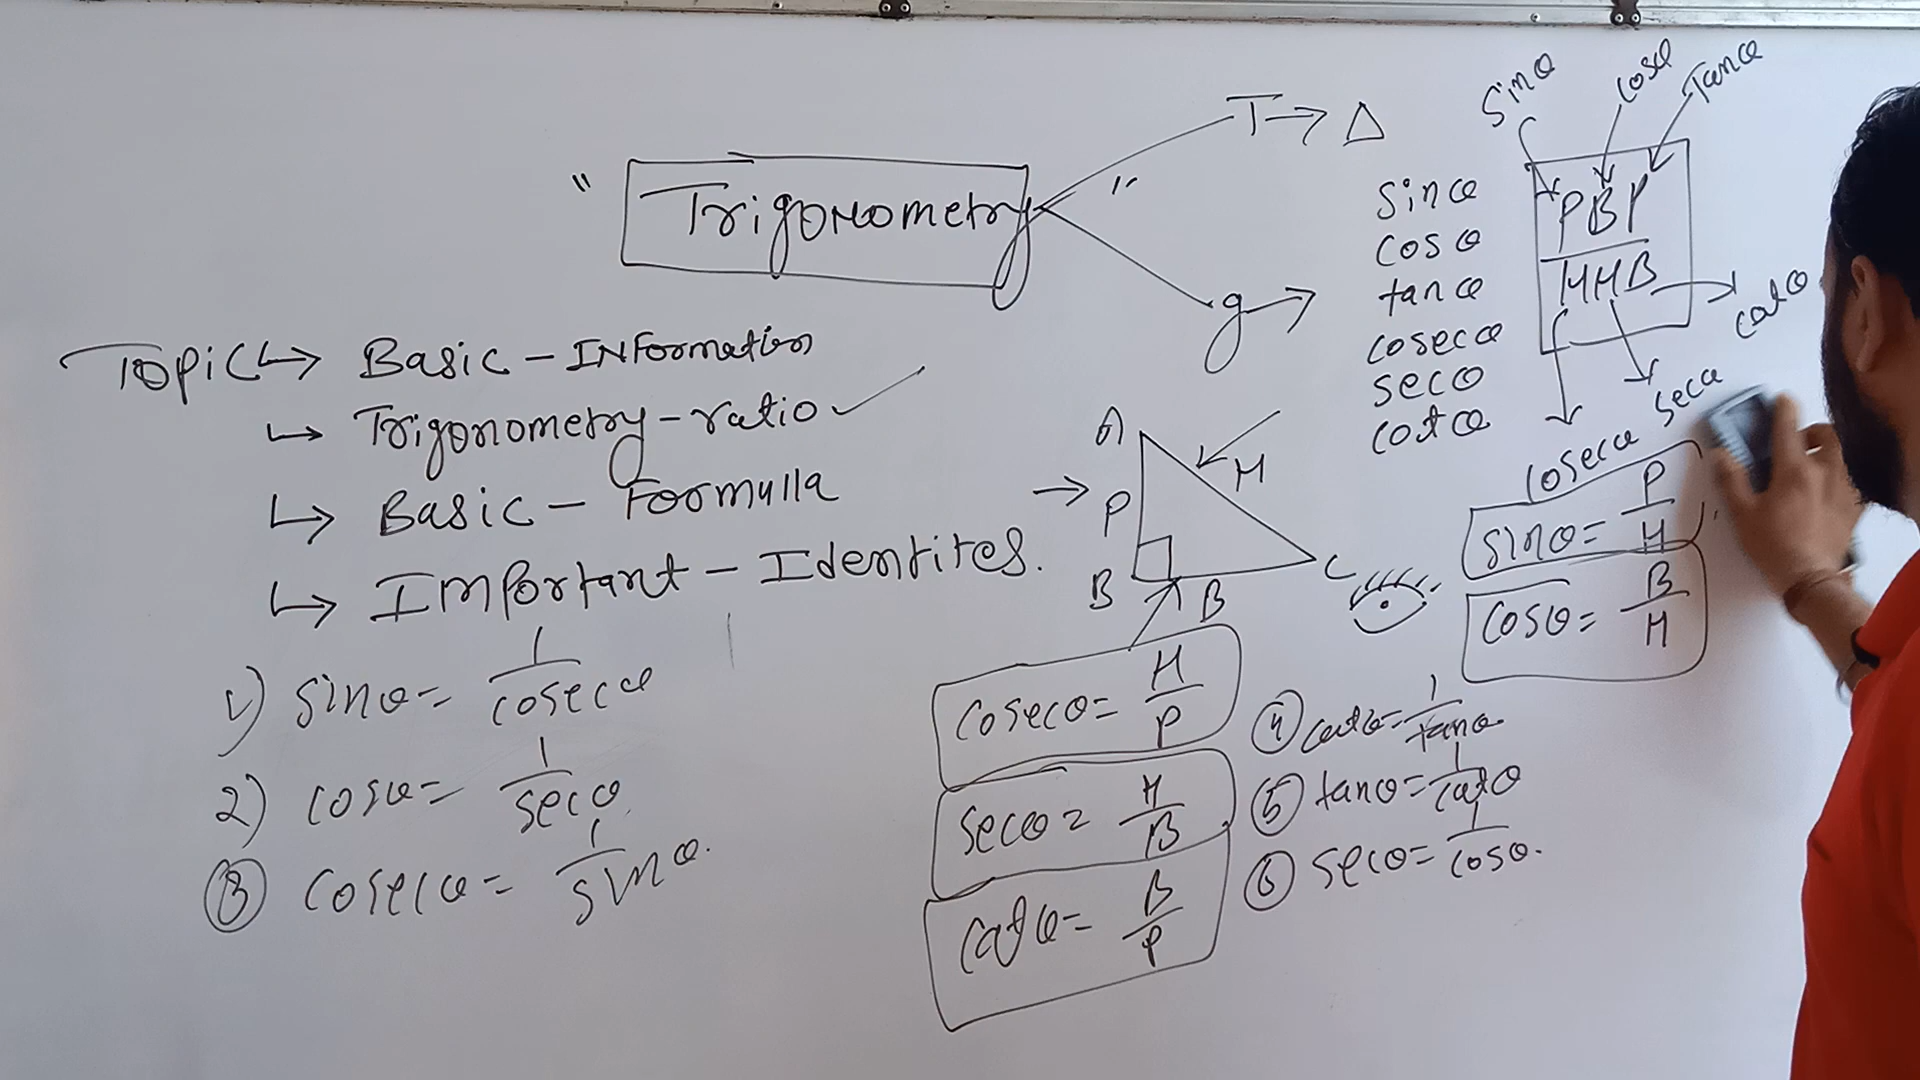 "Trigonometry"
T → Δ
g →
Topic ↳ Basic - Information
↳ Trigonometry - ratio ✓
↳ Basic - Formulla
↳ Important - Identites.
1) sinθ = 1/cosecθ
2) cosθ = 1/secθ
③ cosecθ = 1/sinθ.
A
P
H
B
B
C
sinθ
cosθ
tanθ
cosecθ
secθ
cotθ
Sinθ cosθ Tanθ
PBP
HHB
cosecθ secθ cotθ
sinθ = P/H
cosθ = B/H
cosecθ = H/P
secθ = H/B
cotθ = B/P
④ cotθ = 1/tanθ
⑤ tanθ = 1/cotθ
⑥ secθ = 1/cosθ.